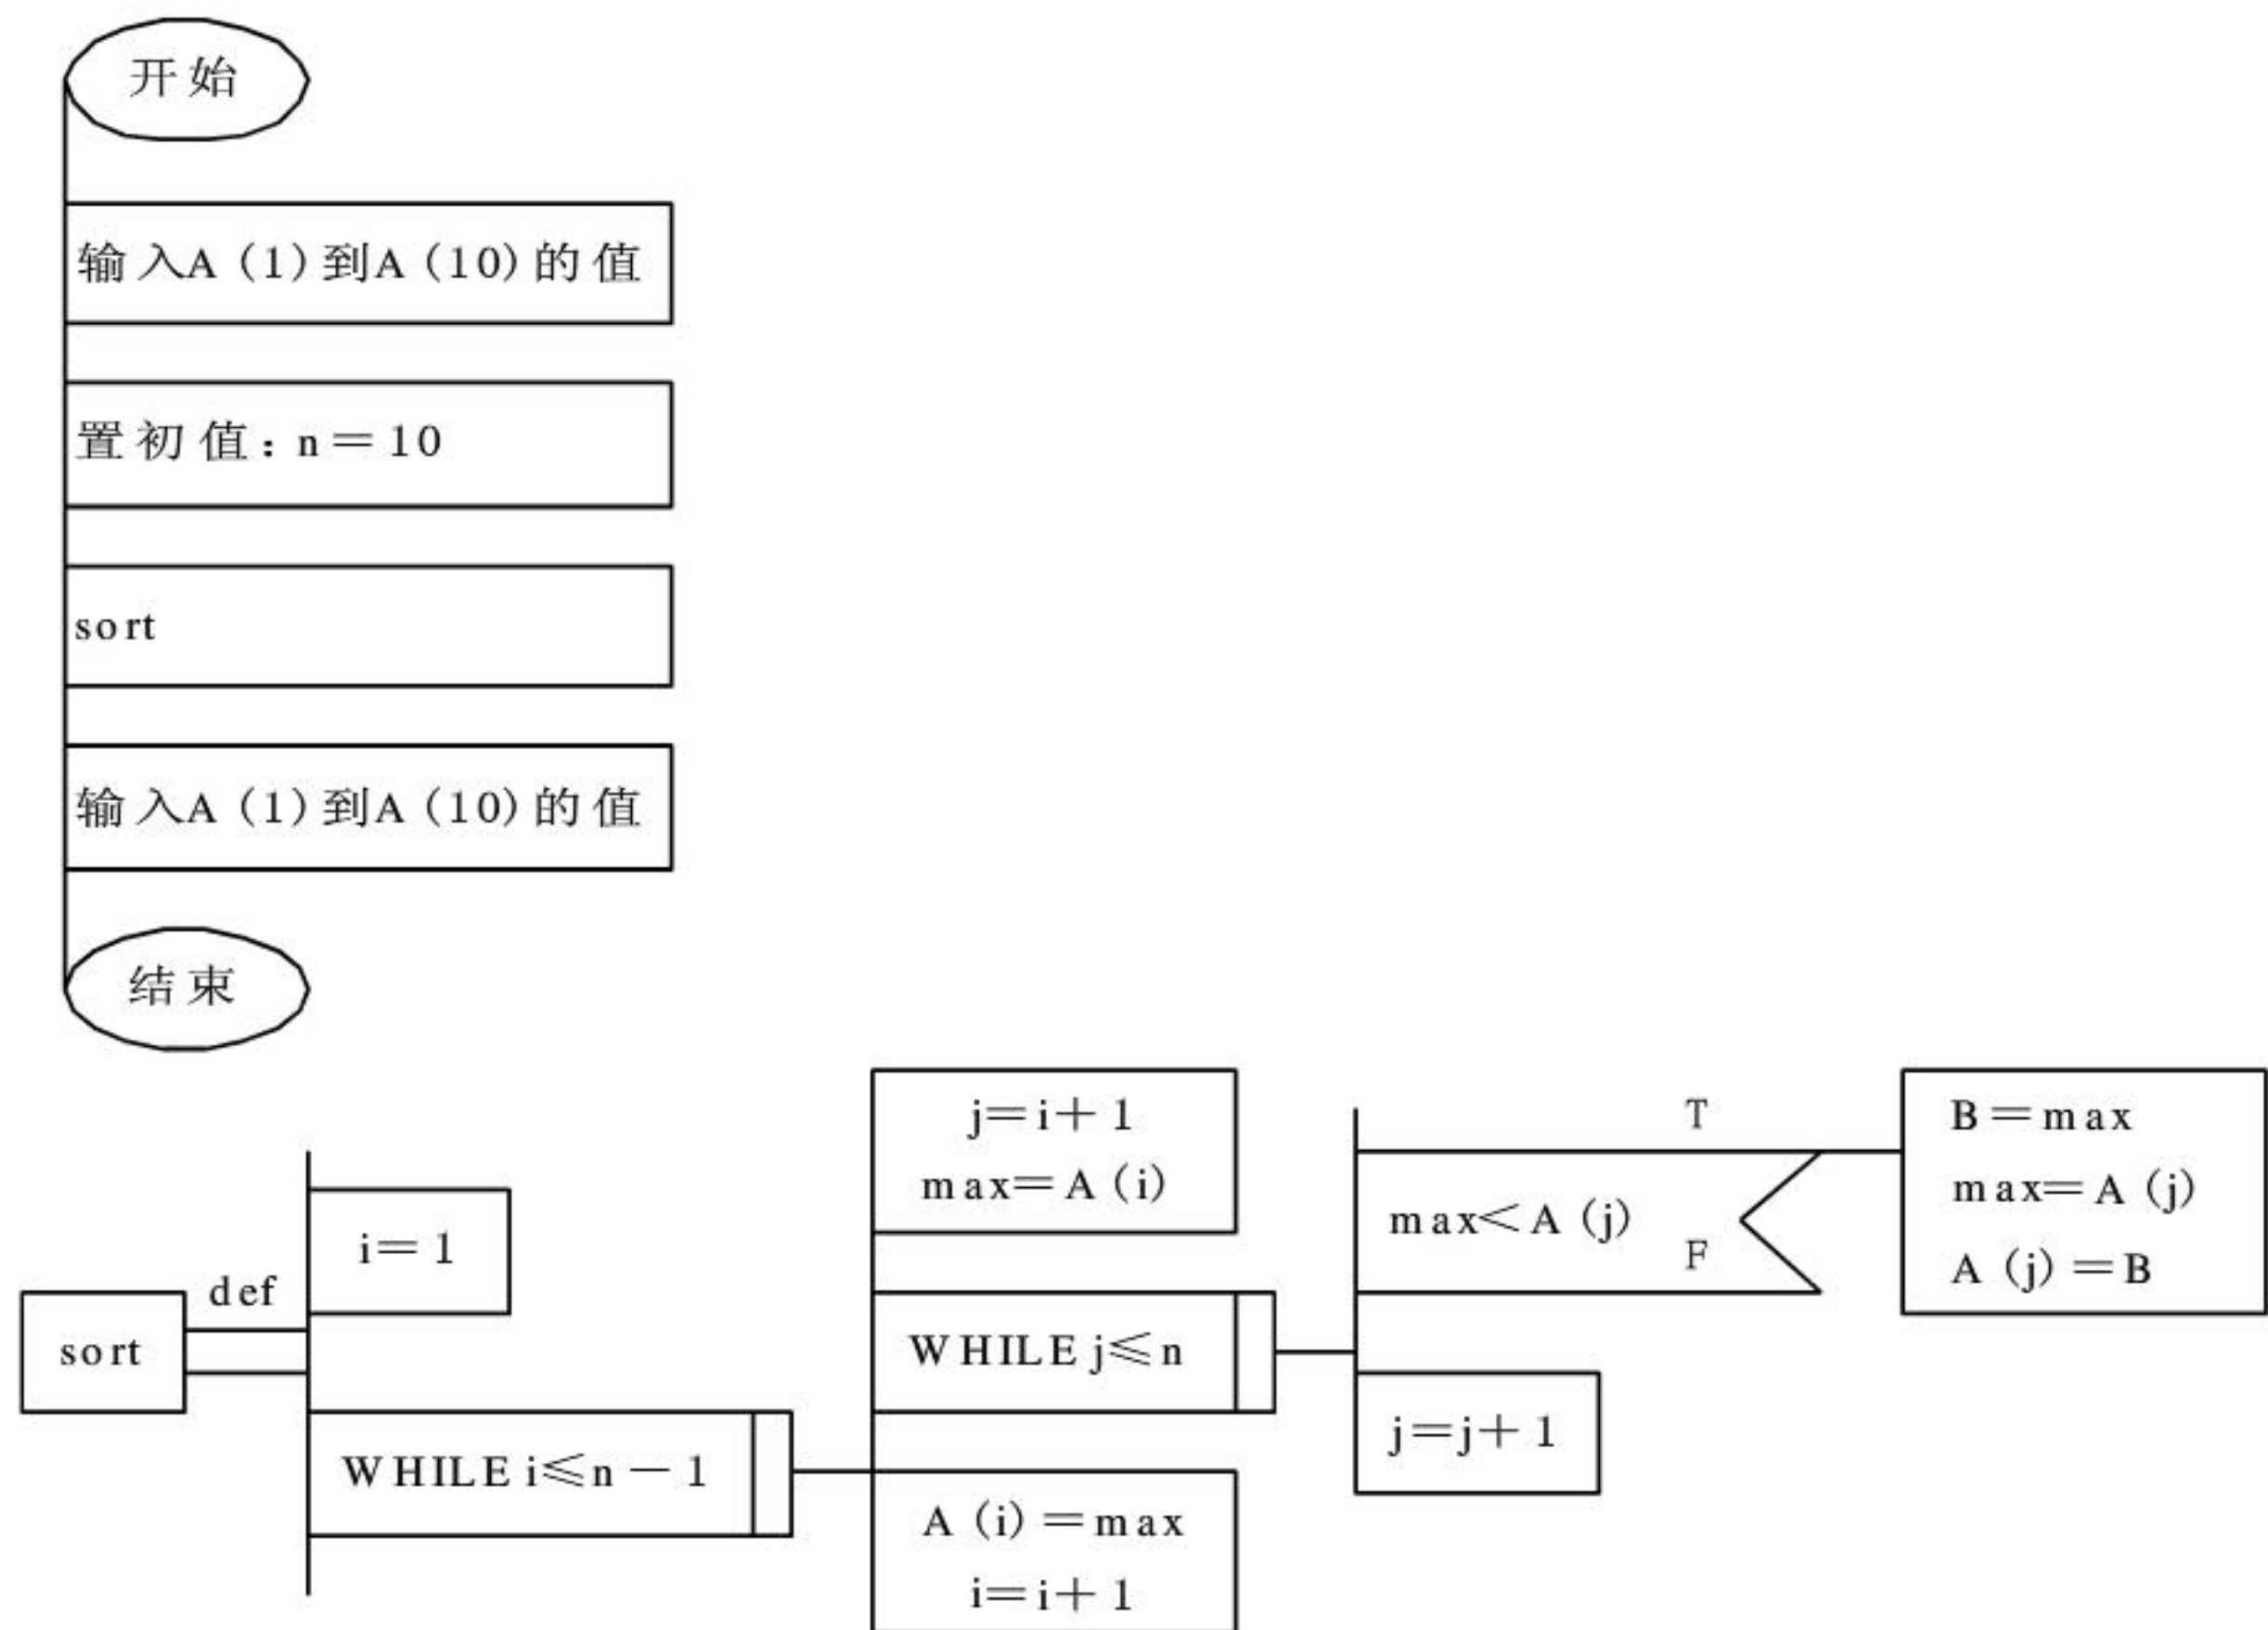 开始
输入A(1)到A(10)的值
置初值:n=10
sort
输入A(1)到A(10)的值
结束
sort
def
i=1
WHILE i≤n-1
j=i+1
max=A(i)
WHILE j≤n
A(i)=max
i=i+1
max<A(j)
T
F
j=j+1
B=max
max=A(j)
A(j)=B